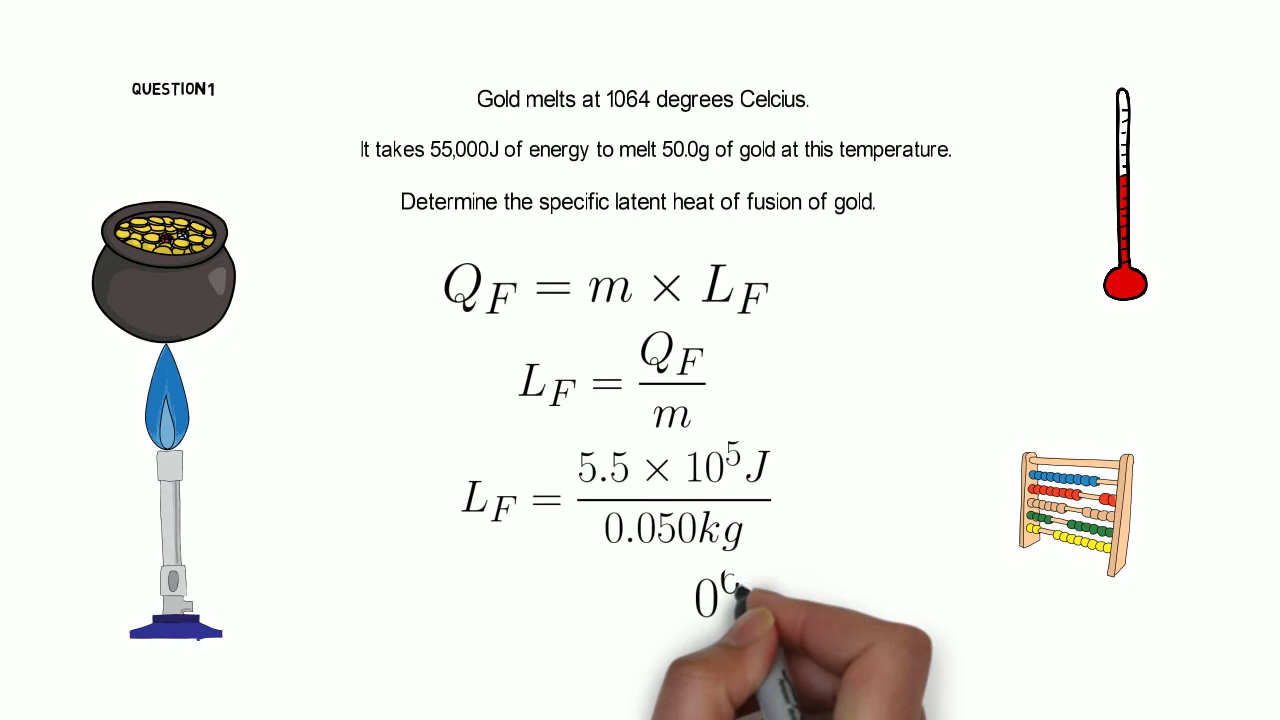 QUESTION1
Gold melts at 1064 degrees Celcius.
It takes 55,000J of energy to melt 50.0g of gold at this temperature.
Determine the specific latent heat of fusion of gold.
Q_F = m × L_F
L_F = Q_F / m
L_F = 5.5 × 10^5 J / 0.050kg
0